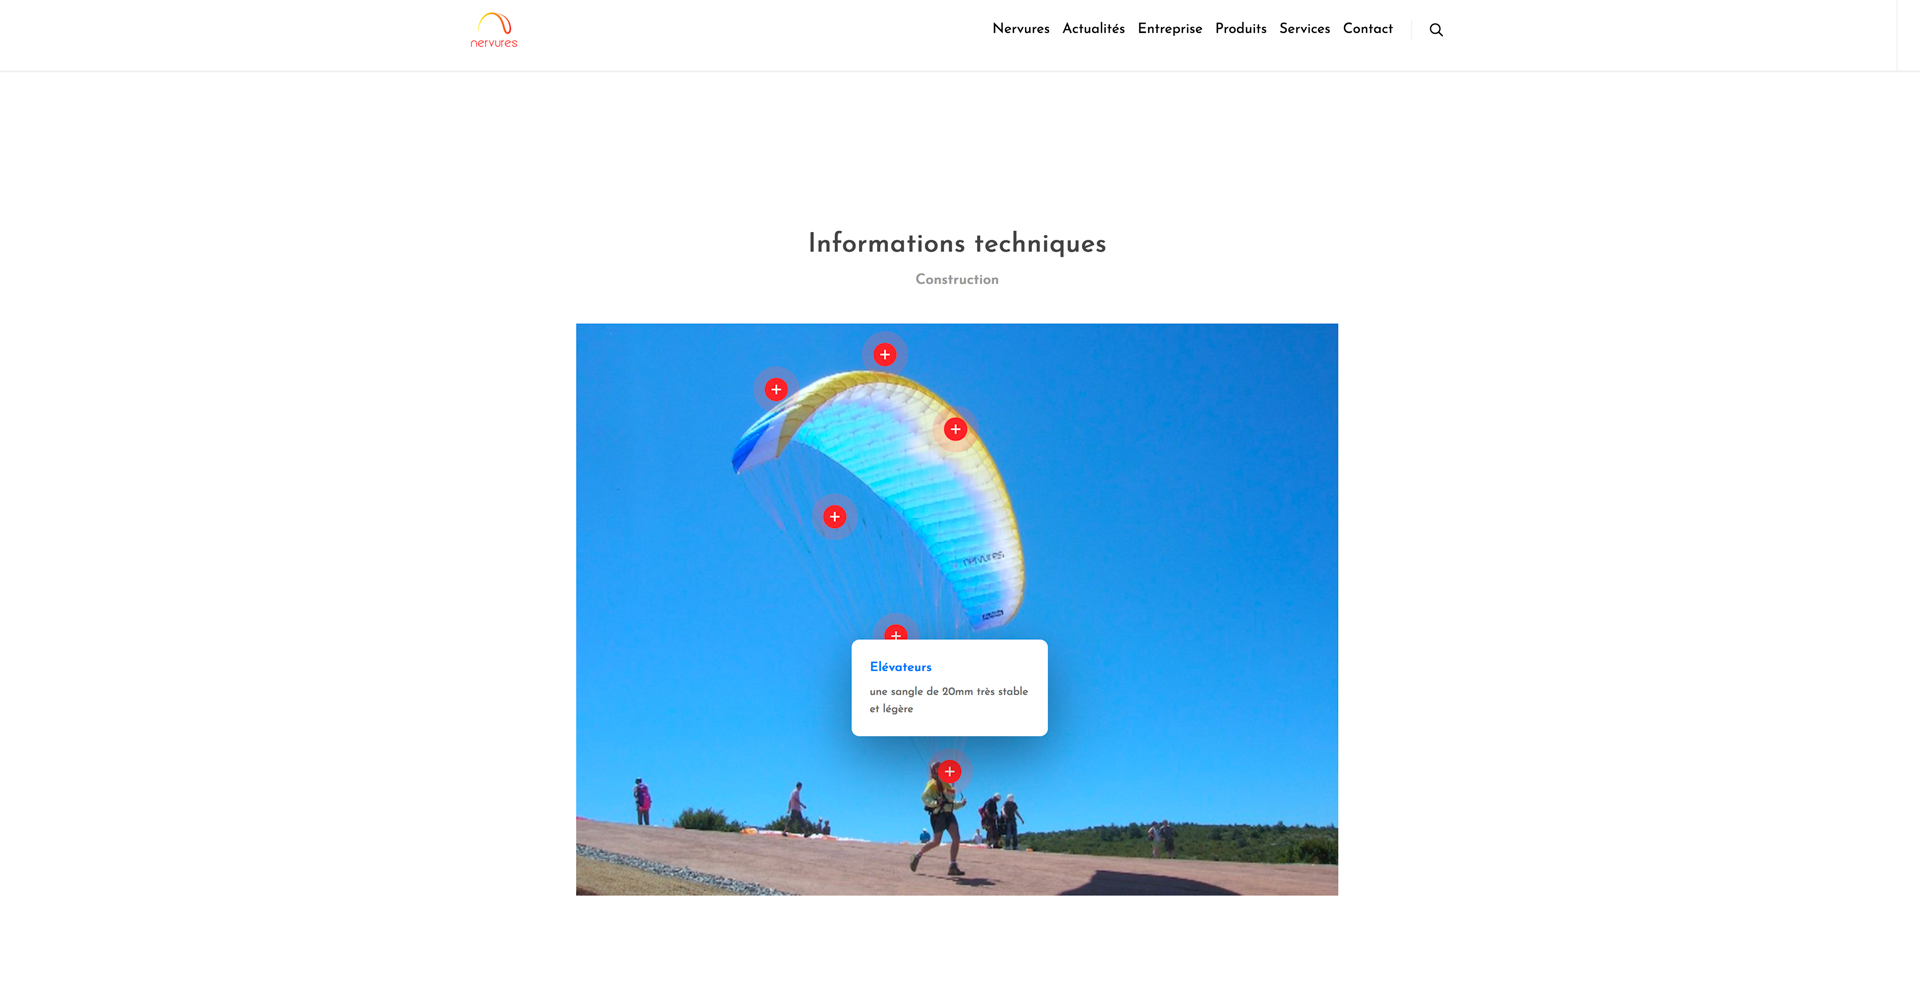 nervures
Nervures Actualités Entreprise Produits Services Contact
Informations techniques
Construction
nervures
Elévateurs
une sangle de 20mm très stable
et légère